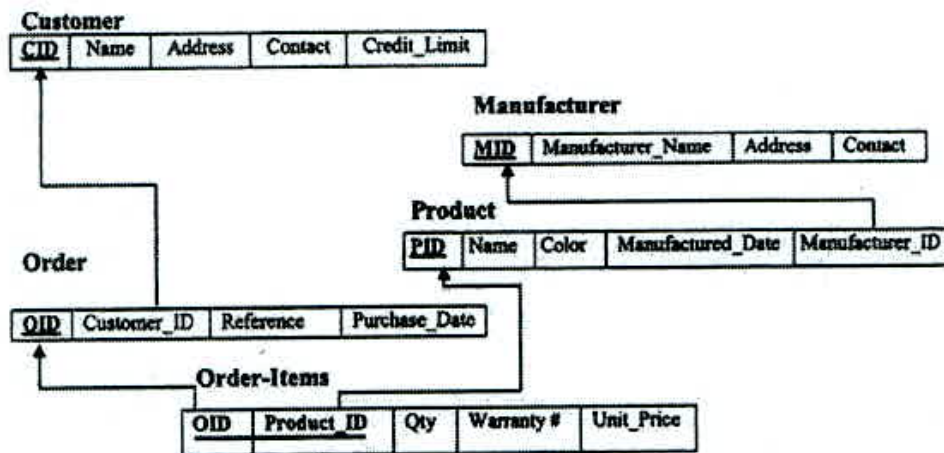 Customer
CID Name Address Contact Credit_Limit
Manufacturer
MID Manufacturer_Name Address Contact
Product
PID Name Color Manufactured_Date Manufacturer_ID
Order
OID Customer_ID Reference Purchase_Date
Order-Items
OID Product_ID Qty Warranty # Unit_Price